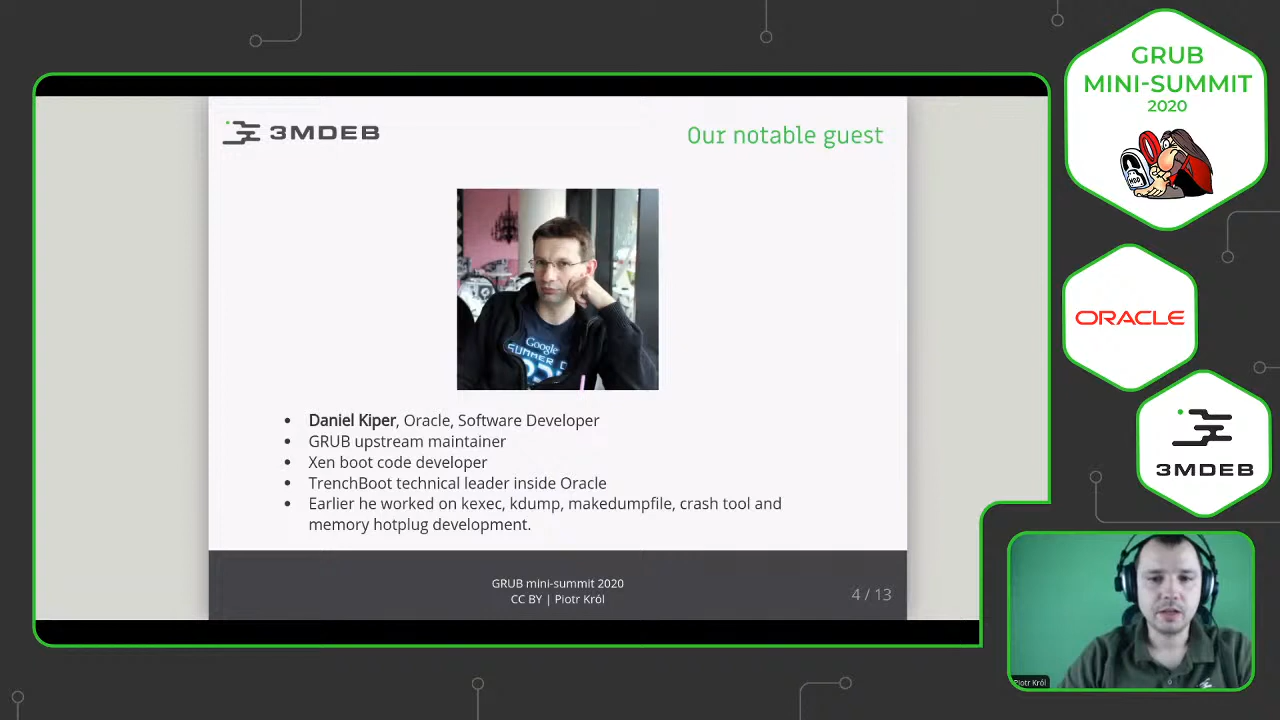 3MDEB
Our notable guest
Google
SUMMER
Daniel Kiper, Oracle, Software Developer
GRUB upstream maintainer
Xen boot code developer
TrenchBoot technical leader inside Oracle
Earlier he worked on kexec, kdump, makedumpfile, crash tool and
memory hotplug development.
GRUB mini-summit 2020
CC BY | Piotr Król
4 / 13
GRUB
MINI-SUMMIT
2020
ORACLE
3MDEB
Piotr Król